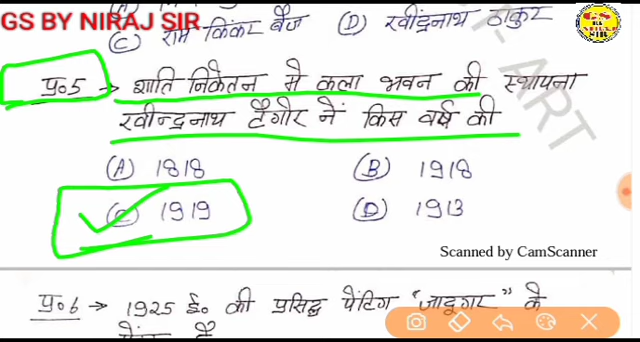 GS BY NIRAJ SIR
(C) राम किंकर बैज (D) रवींद्रनाथ ठाकुर
प्र०5 → शांति निकेतन मे कला भवन की स्थापना
रवीन्द्रनाथ टैगोर नें किस वर्ष की
(A) 1818 (B) 1918
(C) 1919 (D) 1913
Scanned by CamScanner
प्र०6 → 1925 ई० की प्रसिद्ध पेंटिंग "जादूगर" के